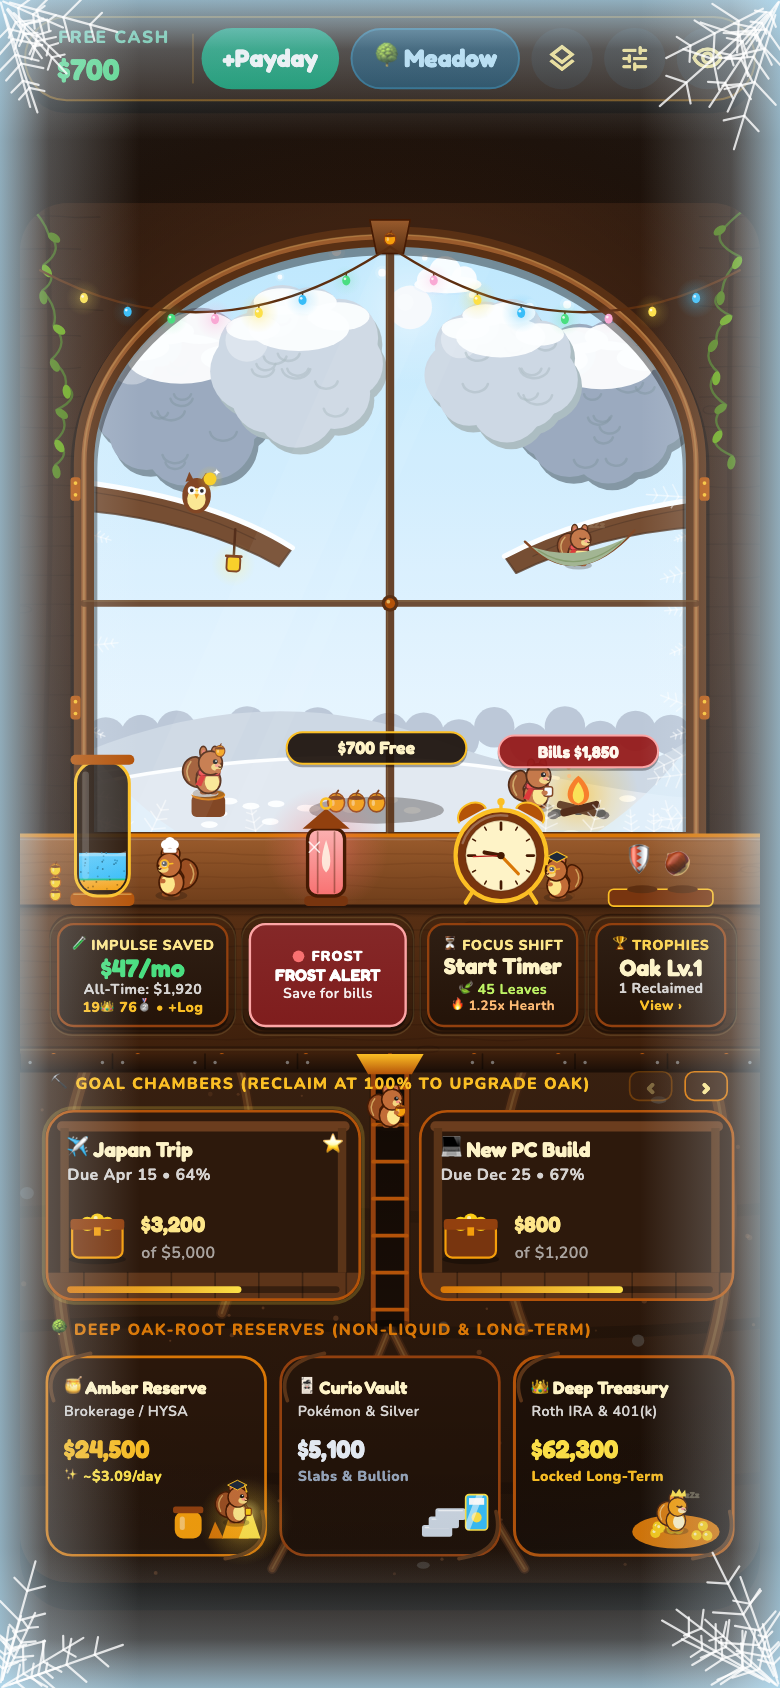 FREE CASH
$700
+Payday
Meadow
$700 Free
Bills $1,850
IMPULSE SAVED
$47/mo
All-Time: $1,920
19 76 • +Log
FROST
FROST ALERT
Save for bills
FOCUS SHIFT
Start Timer
45 Leaves
1.25x Hearth
TROPHIES
Oak Lv.1
1 Reclaimed
View ›
GOAL CHAMBERS (RECLAIM AT 100% TO UPGRADE OAK)
Japan Trip
Due Apr 15 • 64%
$3,200
of $5,000
New PC Build
Due Dec 25 • 67%
$800
of $1,200
DEEP OAK-ROOT RESERVES (NON-LIQUID & LONG-TERM)
Amber Reserve
Brokerage / HYSA
$24,500
~$3.09/day
Curio Vault
Pokémon & Silver
$5,100
Slabs & Bullion
Deep Treasury
Roth IRA & 401(k)
$62,300
Locked Long-Term